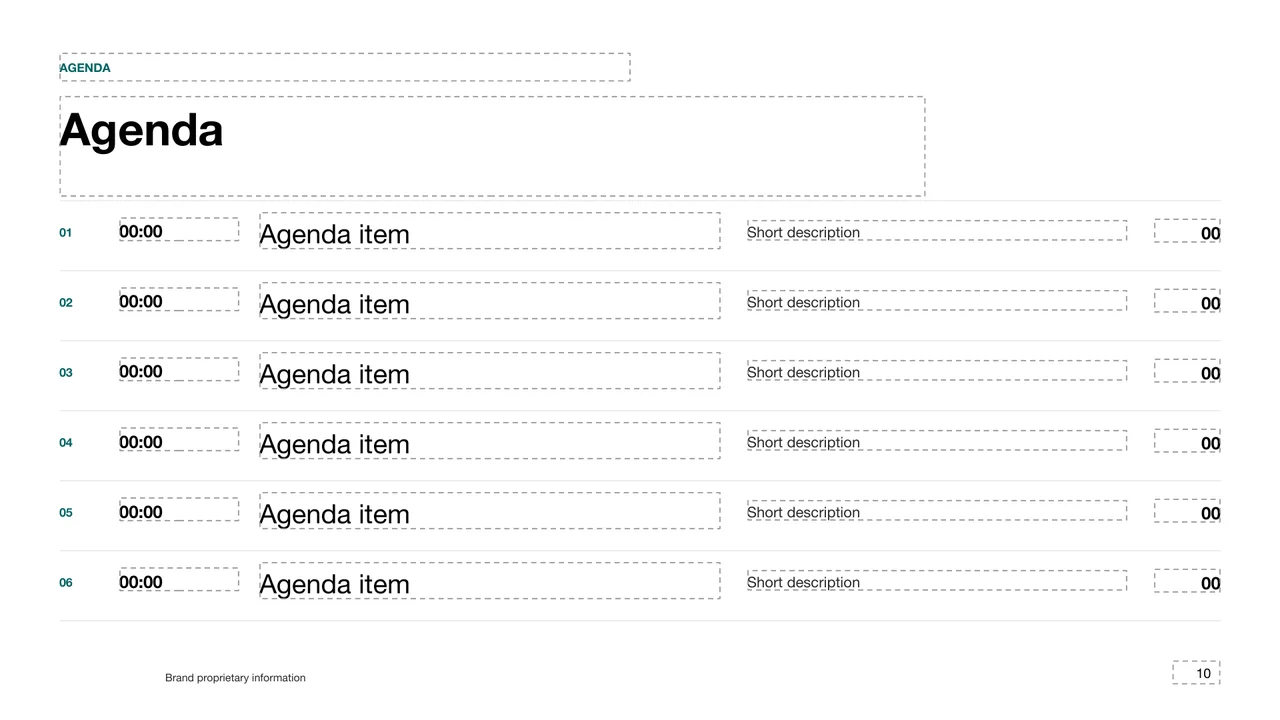 AGENDA
Agenda
01 00:00 Agenda item Short description 00
02 00:00 Agenda item Short description 00
03 00:00 Agenda item Short description 00
04 00:00 Agenda item Short description 00
05 00:00 Agenda item Short description 00
06 00:00 Agenda item Short description 00
Brand proprietary information 10